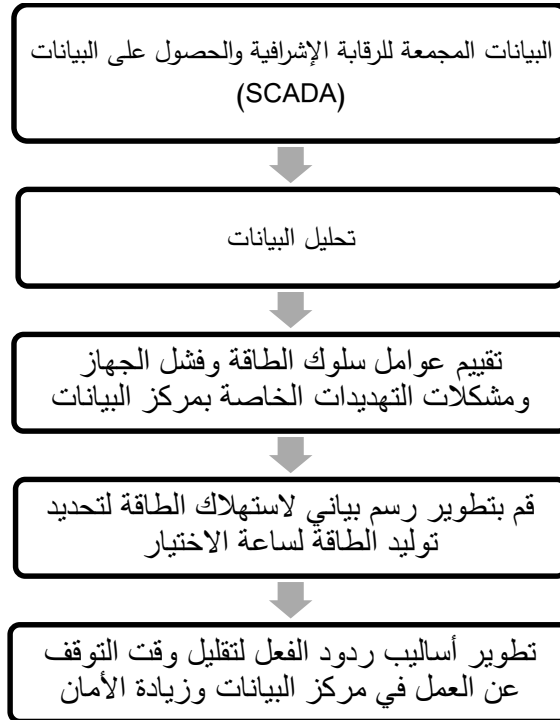 البيانات المجمعة للرقابة الإشرافية والحصول على البيانات
(SCADA)
تحليل البيانات
تقييم عوامل سلوك الطاقة وفشل الجهاز
ومشكلات التهديدات الخاصة بمركز البيانات
قم بتطوير رسم بياني لاستهلاك الطاقة لتحديد
توليد الطاقة لساعة الاختيار
تطوير أساليب ردود الفعل لتقليل وقت التوقف
عن العمل في مركز البيانات وزيادة الأمان